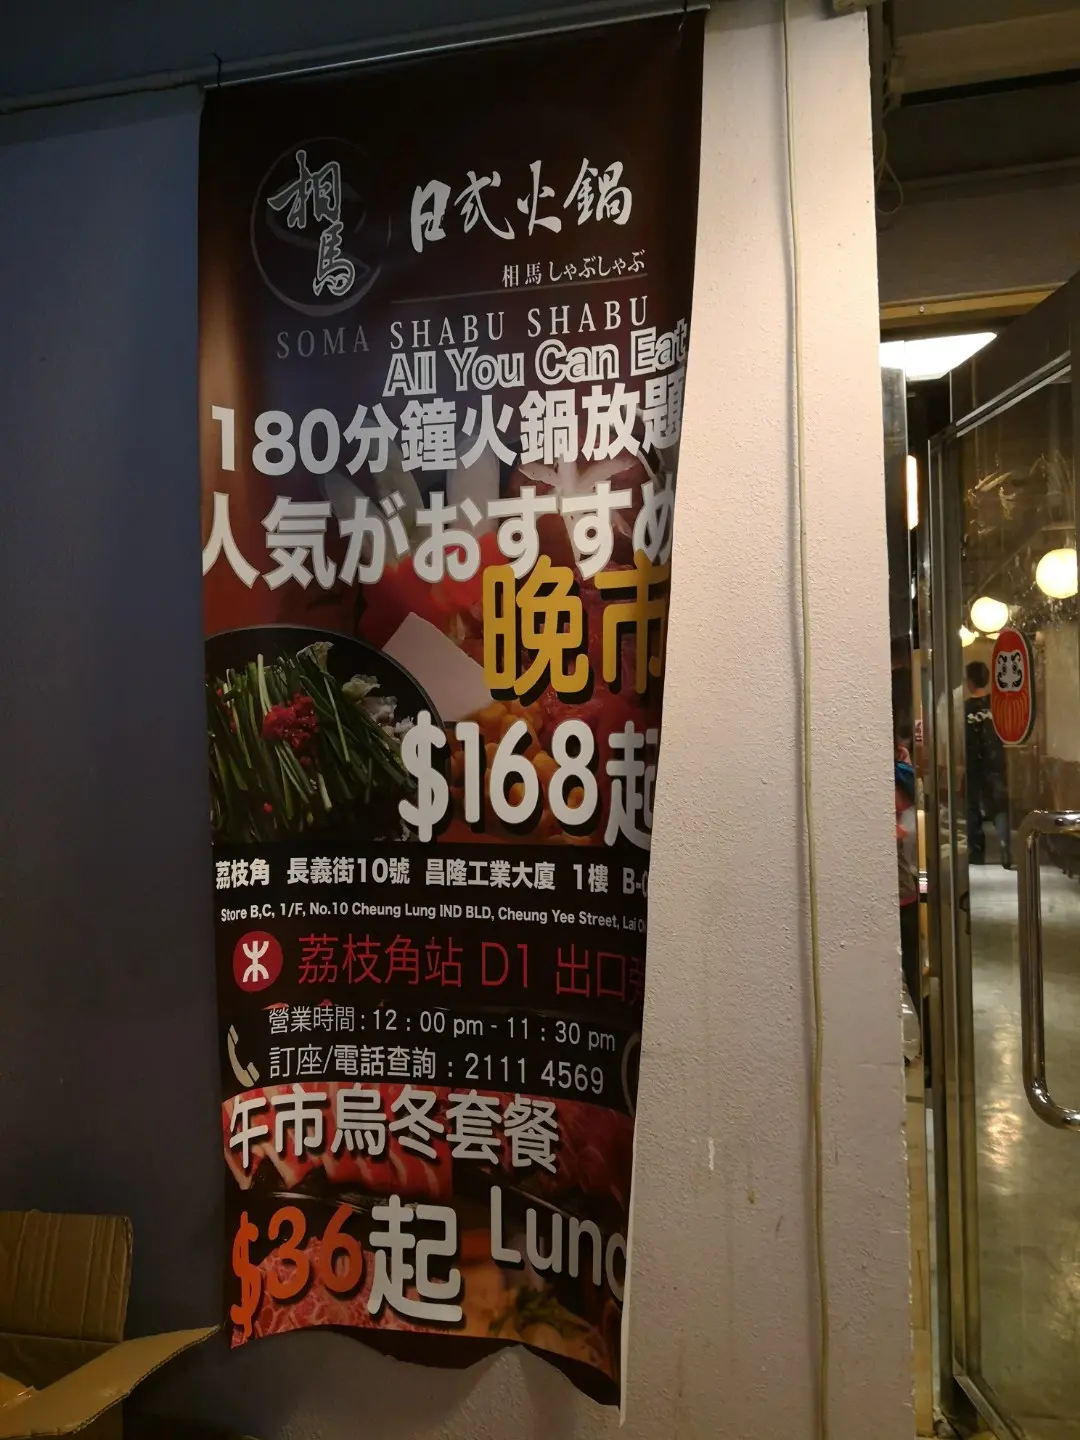 相馬
日式火鍋
相馬しゃぶしゃぶ
SOMA SHABU SHABU
All You Can Eat
180分鐘火鍋放題
人気がおすすめ
晚市
$168起
荔枝角 長義街10號 昌隆工業大廈 1樓 B-
Store B,C, 1/F, No.10 Cheung Lung IND BLD, Cheung Yee Street, Lai
荔枝角站 D1 出口旁
營業時間:12:00 pm - 11:30 pm
訂座/電話查詢:2111 4569
午市烏冬套餐
$36起 Lunc